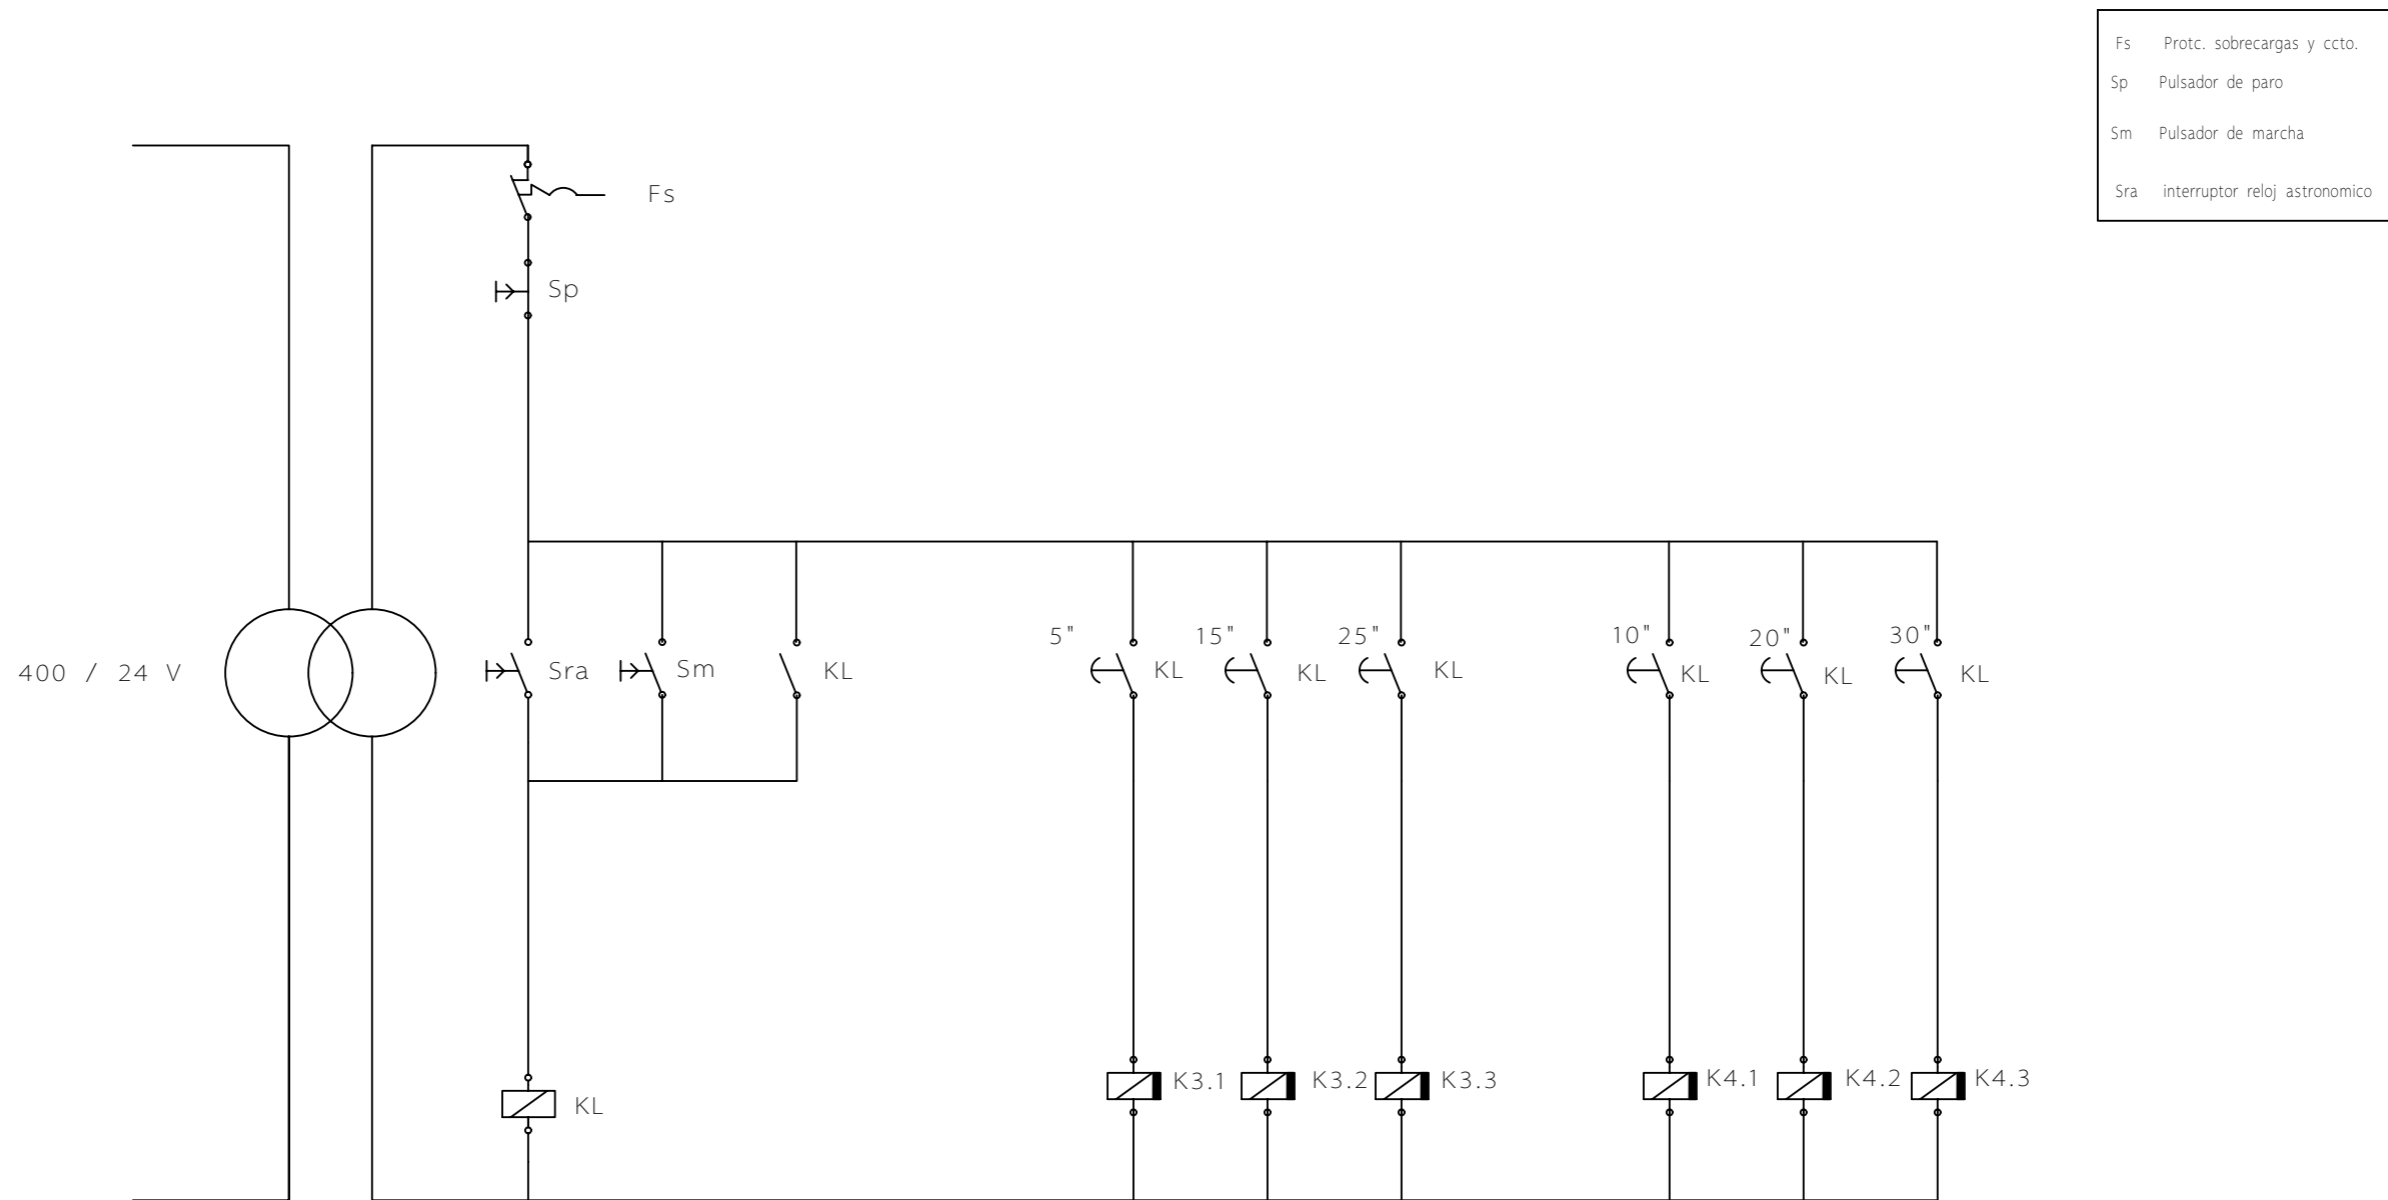 Fs Protc. sobrecargas y ccto.
Sp Pulsador de paro
Sm Pulsador de marcha
Sra interruptor reloj astronomico
Fs
Sp
5" 15" 25" 10" 20" 30"
400 / 24 V Sra Sm KL KL KL KL KL KL KL
KL K3.1 K3.2 K3.3 K4.1 K4.2 K4.3